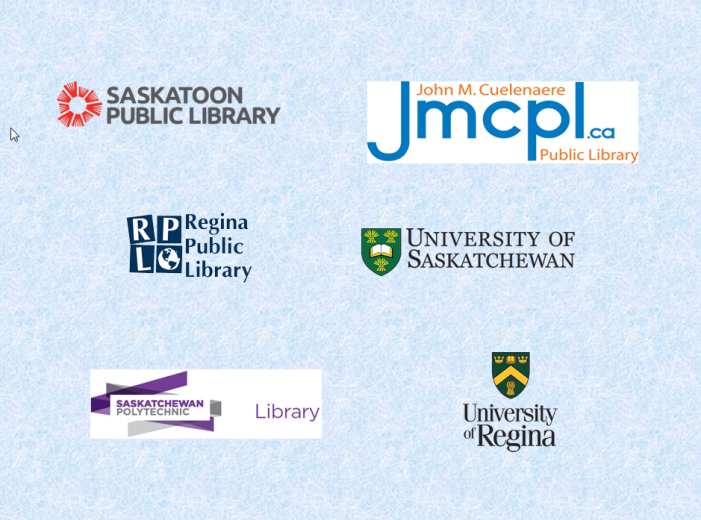 SASKATOON
PUBLIC LIBRARY
John M. Cuelenaere
Jmcpl.ca
Public Library
RP
L
Regina
Public
Library
UNIVERSITY OF
SASKATCHEWAN
SASKATCHEWAN
POLYTECHNIC
Library
University
of Regina